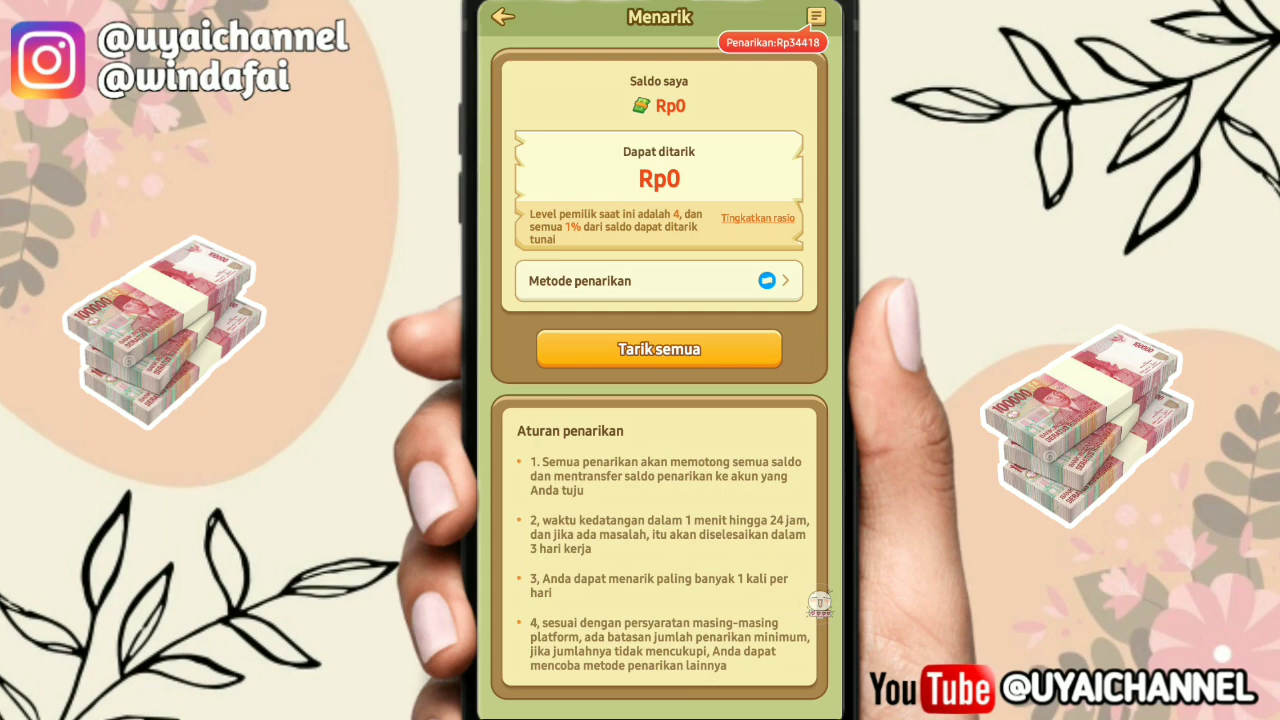 @uyaichannel
@windafai
Menarik
Penarikan:Rp34418
Saldo saya
Rp0
Dapat ditarik
Rp0
Level pemilik saat ini adalah 4, dan
semua 1% dari saldo dapat ditarik
tunai
Tingkatkan rasio
Metode penarikan
Tarik semua
Aturan penarikan
• 1. Semua penarikan akan memotong semua saldo
dan mentransfer saldo penarikan ke akun yang
Anda tuju
• 2, waktu kedatangan dalam 1 menit hingga 24 jam,
dan jika ada masalah, itu akan diselesaikan dalam
3 hari kerja
• 3, Anda dapat menarik paling banyak 1 kali per
hari
• 4, sesuai dengan persyaratan masing-masing
platform, ada batasan jumlah penarikan minimum,
jika jumlahnya tidak mencukupi, Anda dapat
mencoba metode penarikan lainnya
100000
100000
100000
100000
YouTube @UYAICHANNEL